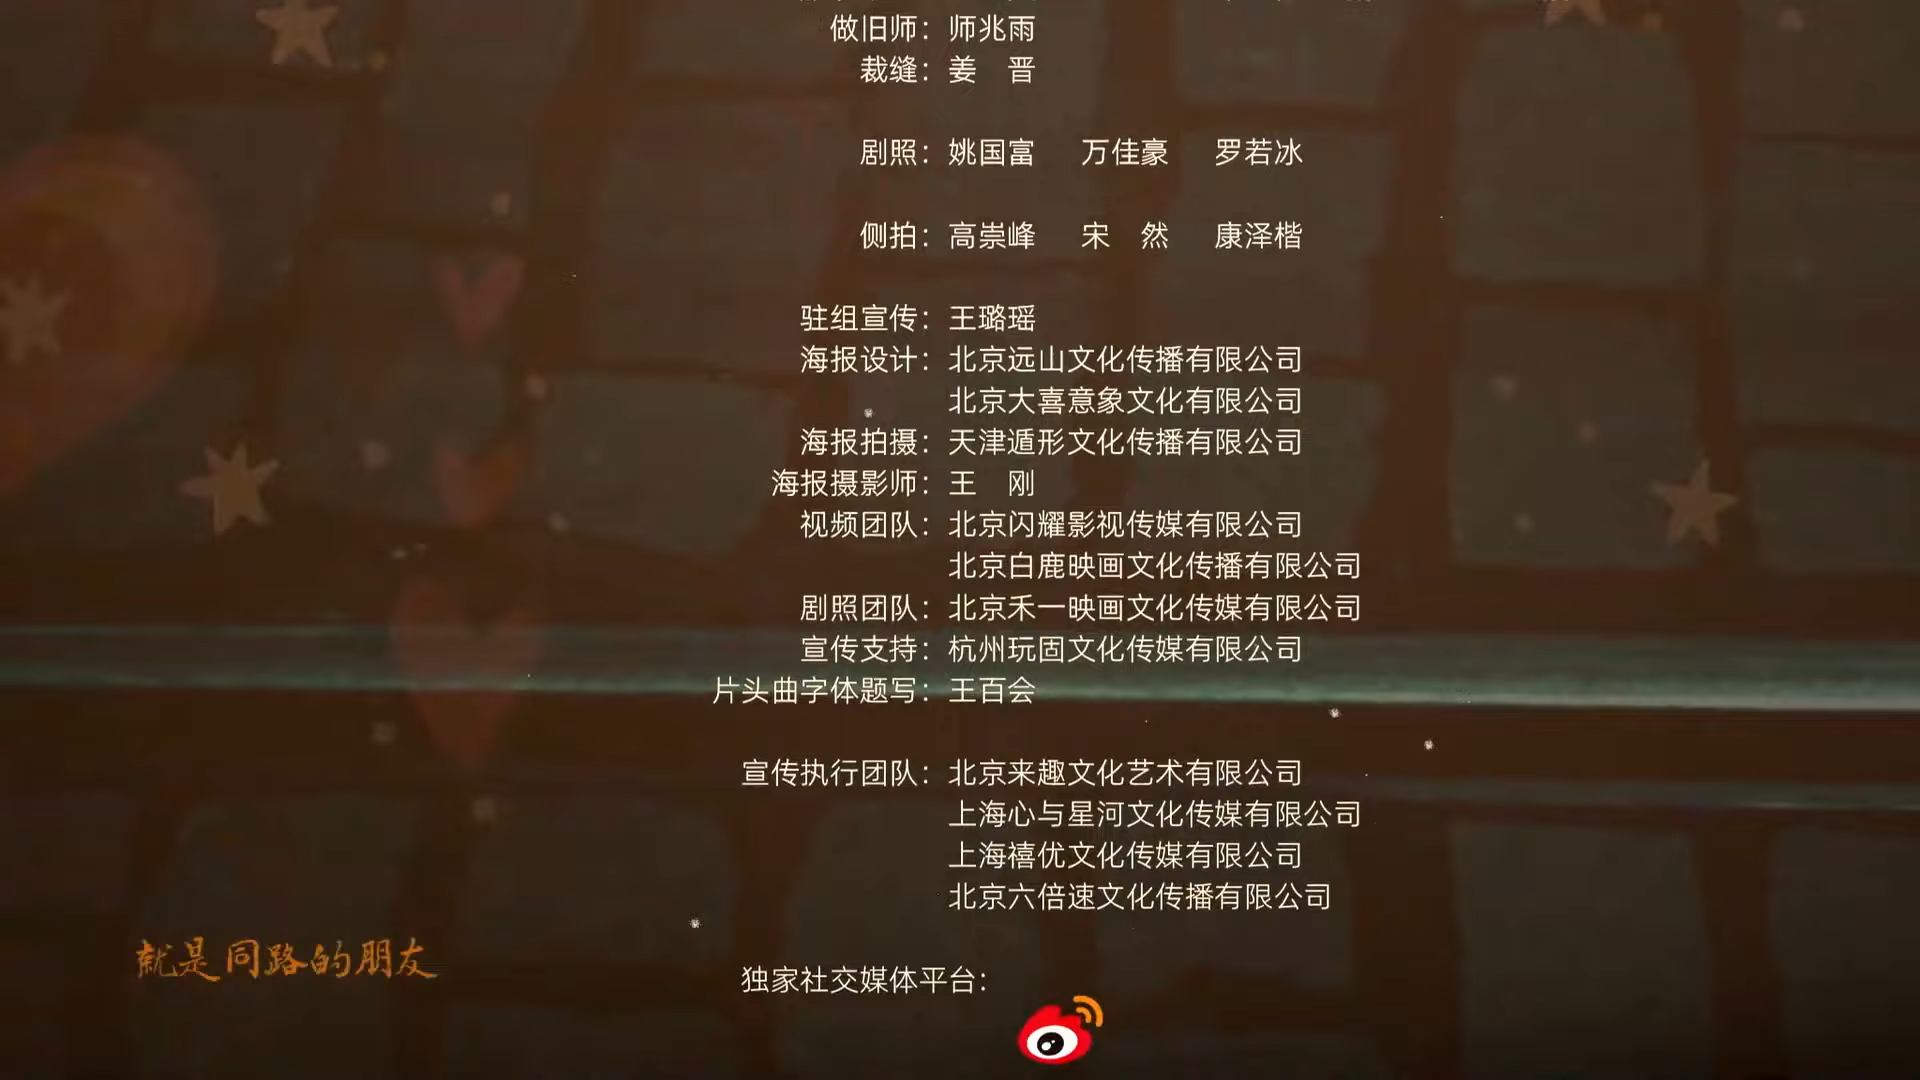 做旧师：师兆雨
裁缝：姜　晋
剧照：姚国富　万佳豪　罗若冰
侧拍：高崇峰　宋　然　康泽楷
驻组宣传：王璐瑶
海报设计：北京远山文化传播有限公司
北京大喜意象文化有限公司
海报拍摄：天津遁形文化传播有限公司
海报摄影师：王　刚
视频团队：北京闪耀影视传媒有限公司
北京白鹿映画文化传播有限公司
剧照团队：北京禾一映画文化传媒有限公司
宣传支持：杭州玩固文化传媒有限公司
片头曲字体题写：王百会
宣传执行团队：北京来趣文化艺术有限公司
上海心与星河文化传媒有限公司
上海禧优文化传媒有限公司
北京六倍速文化传播有限公司
就是同路的朋友
独家社交媒体平台：